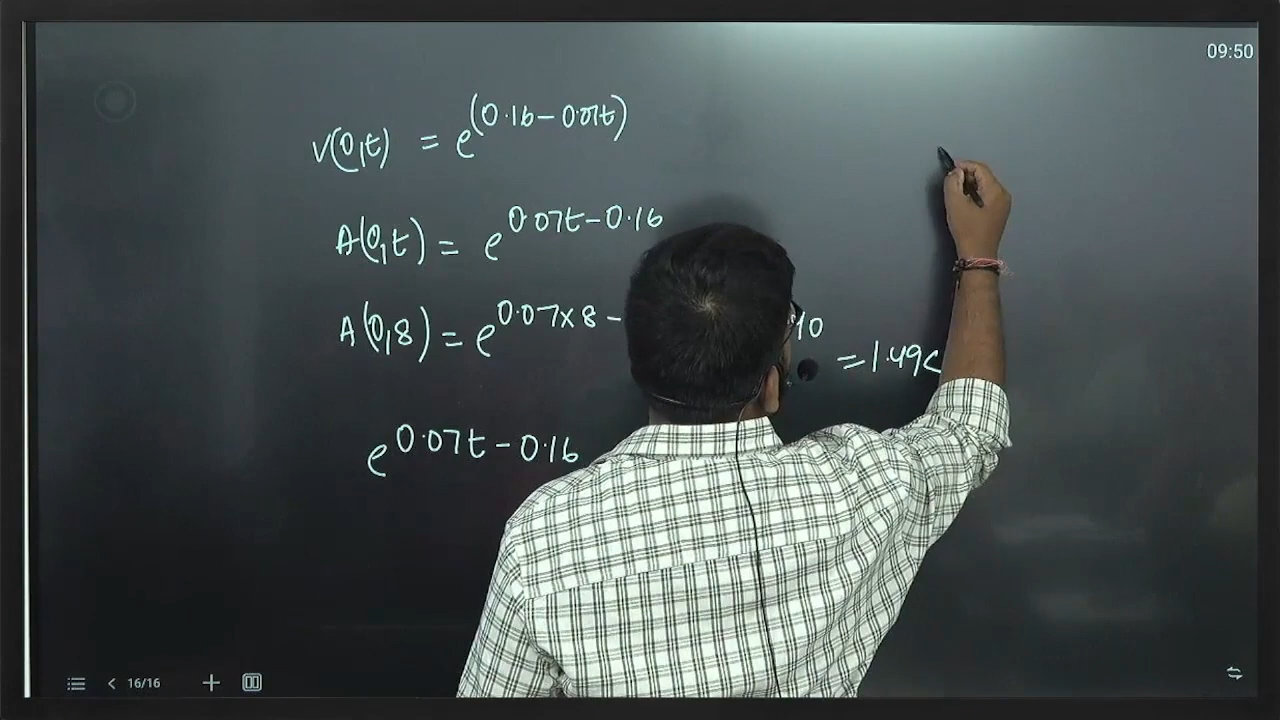 09:50
V(0,t) = e^(0.16-0.07t)
A(0,t) = e^0.07t-0.16
A(0,8) = e^0.07x8-
40
=1.49
e^0.07t-0.16
16/16